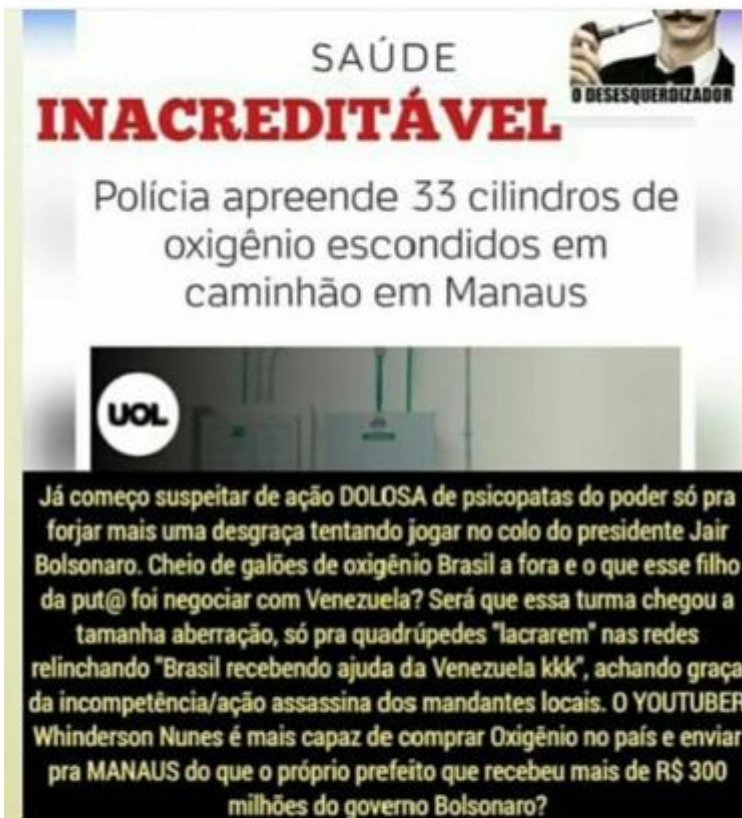 SAÚDE
O DESESQUERDIZADOR
INACREDITÁVEL
Polícia apreende 33 cilindros de
oxigênio escondidos em
caminhão em Manaus
UOL
Já começo suspeitar de ação DOLOSA de psicopatas do poder só pra
forjar mais uma desgraça tentando jogar no colo do presidente Jair
Bolsonaro. Cheio de galões de oxigênio Brasil a fora e o que esse filho
da put@ foi negociar com Venezuela? Será que essa turma chegou a
tamanha aberração, só pra quadrúpedes "lacrarem" nas redes
relinchando "Brasil recebendo ajuda da Venezuela kkk", achando graça
da incompetência/ação assassina dos mandantes locais. O YOUTUBER
Whinderson Nunes é mais capaz de comprar Oxigênio no país e enviar
pra MANAUS do que o próprio prefeito que recebeu mais de R$ 300
milhões do governo Bolsonaro?